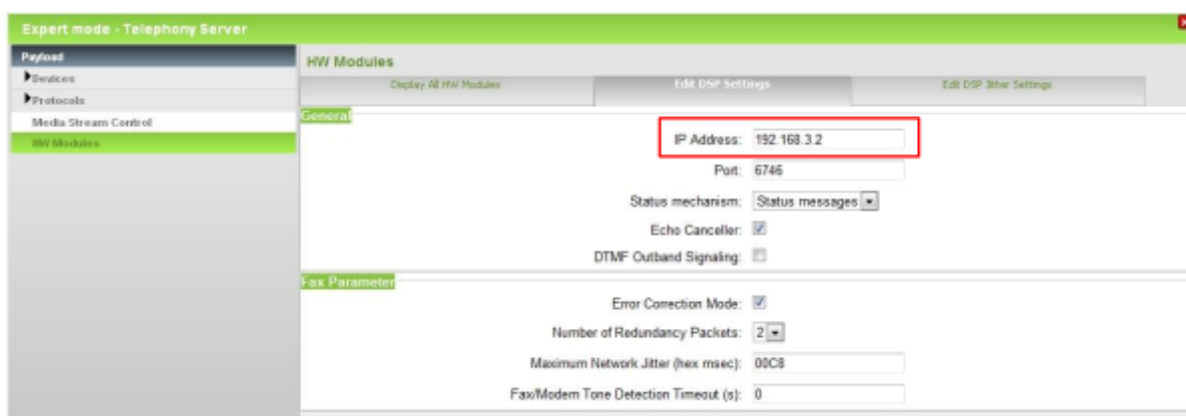 Expert mode - Telephony Server
Payload
Devices
Protocols
Media Stream Control
HW Modules
HW Modules
Display All HW Modules
Edit DSP Settings
Edit DSP Jitter Settings
General
IP Address: 192.168.3.2
Port: 6746
Status mechanism: Status messages
Echo Canceller:
DTMF Outband Signaling:
Fax Parameter
Error Correction Mode:
Number of Redundancy Packets: 2
Maximum Network Jitter (hex msec): 00C8
Fax/Modem Tone Detection Timeout (s): 0